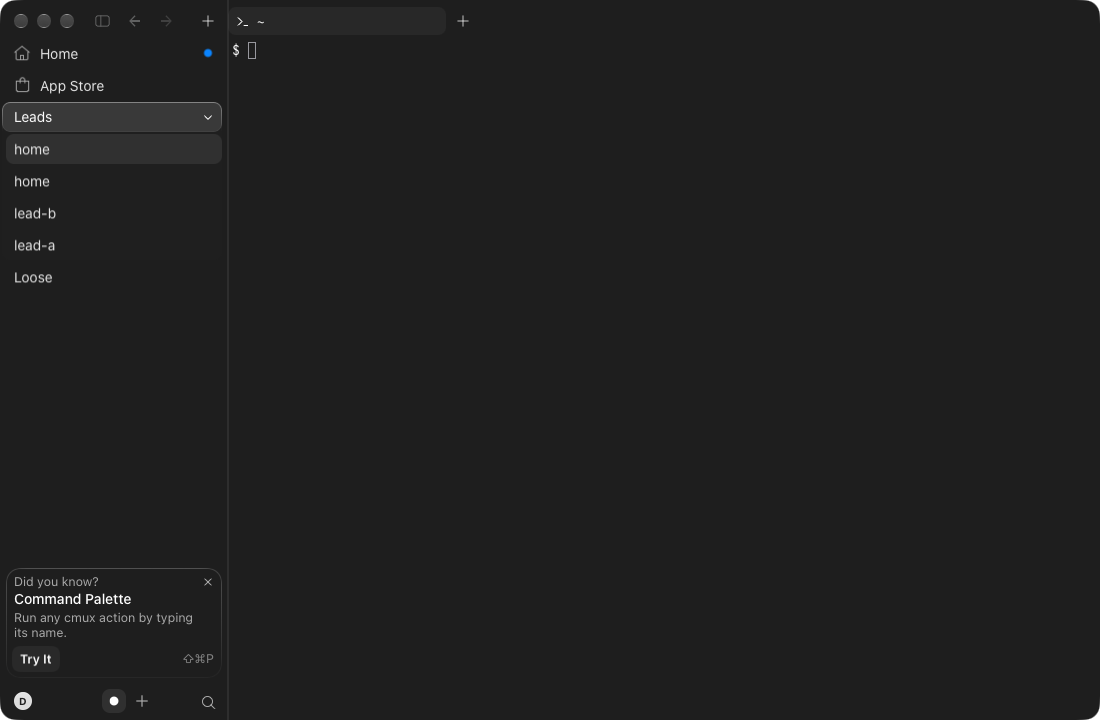 >_ ~
Home
$
App Store
Leads
home
home
lead-b
lead-a
Loose
Did you know?
Command Palette
Run any cmux action by typing
its name.
Try It ⇧⌘P
D